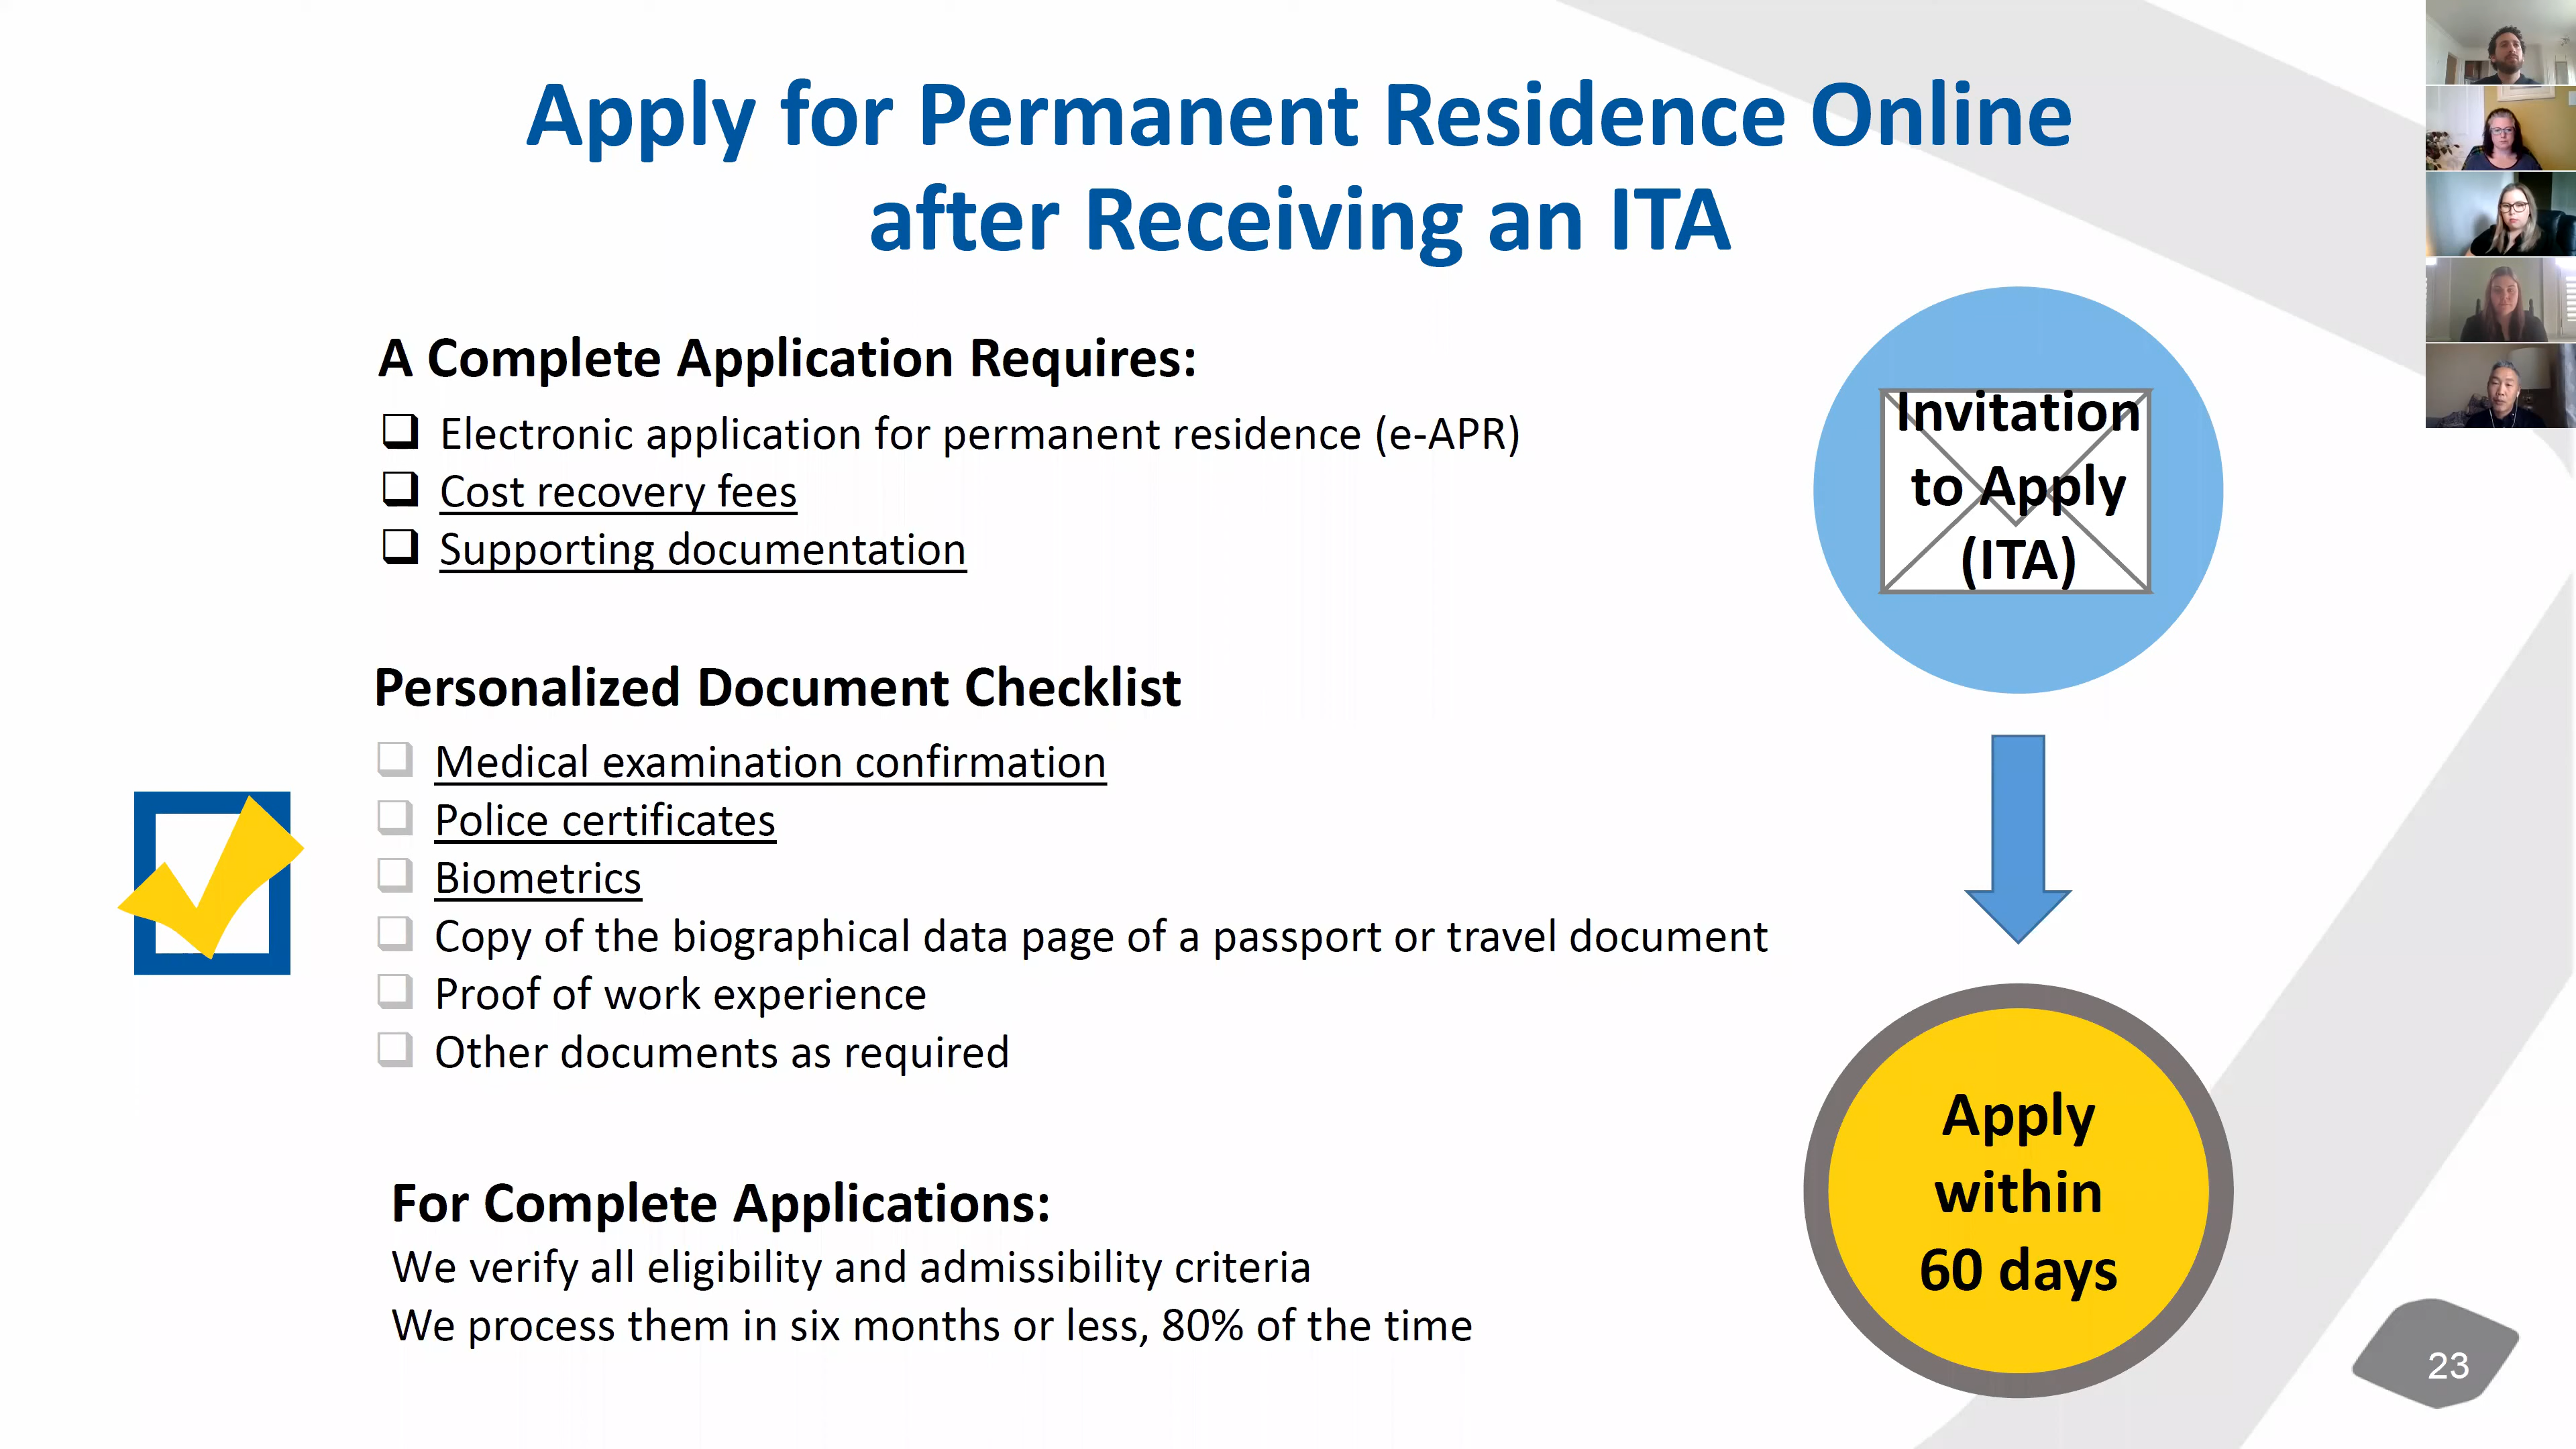 Apply for Permanent Residence Online
after Receiving an ITA
A Complete Application Requires:
Electronic application for permanent residence (e-APR)
Cost recovery fees
Supporting documentation
Personalized Document Checklist
Medical examination confirmation
Police certificates
Biometrics
Copy of the biographical data page of a passport or travel document
Proof of work experience
Other documents as required
For Complete Applications:
We verify all eligibility and admissibility criteria
We process them in six months or less, 80% of the time
Invitation
to Apply
(ITA)
Apply
within
60 days
23